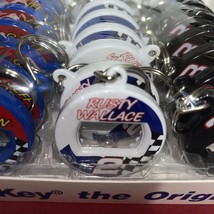 RUSTY
WALLACE
2
Key® the Orig